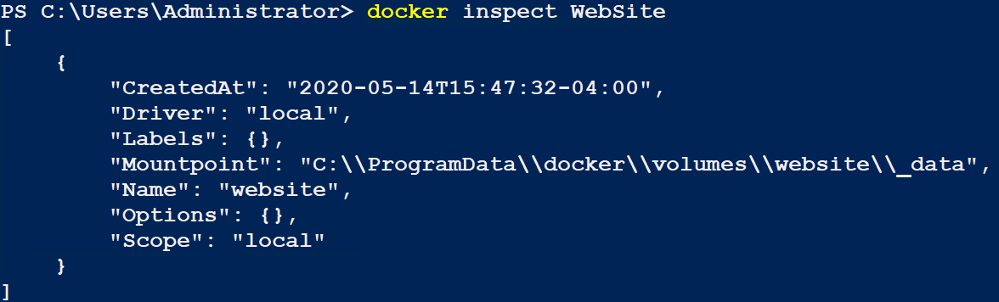 PS C:\Users\Administrator> docker inspect WebSite
[
    {
        "CreatedAt": "2020-05-14T15:47:32-04:00",
        "Driver": "local",
        "Labels": {},
        "Mountpoint": "C:\\ProgramData\\docker\\volumes\\website\\_data",
        "Name": "website",
        "Options": {},
        "Scope": "local"
    }
]